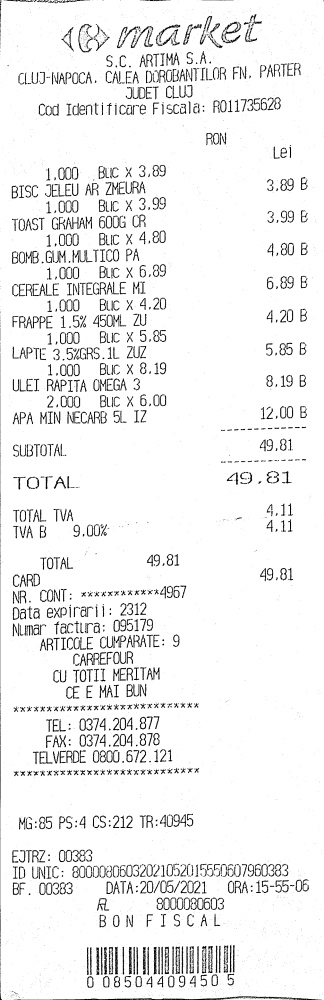 market
S.C. ARTIMA S.A.
CLUJ-NAPOCA, CALEA DOROBANTILOR FN, PARTER
JUDET CLUJ
Cod Identificare Fiscala: RO11735628
RON
Lei
1.000 Buc x 3.89
BISC JELEU AR ZMEURA 3.89 B
1.000 Buc x 3.99
TOAST GRAHAM 600G CR 3.99 B
1.000 Buc x 4.80
BOMB.GUM.MULTICO PA 4.80 B
1.000 Buc x 6.89
CEREALE INTEGRALE MI 6.89 B
1.000 Buc x 4.20
FRAPPE 1.5% 450ML ZU 4.20 B
1.000 Buc x 5.85
LAPTE 3.5%GRS.1L ZUZ 5.85 B
1.000 Buc x 8.19
ULEI RAPITA OMEGA 3 8.19 B
2.000 Buc x 6.00
APA MIN NECARB 5L IZ 12.00 B
--------------
SUBTOTAL 49.81
--------------
TOTAL 49.81
TOTAL TVA 4.11
TVA B 9.00% 4.11
TOTAL 49.81
CARD 49.81
NR. CONT: ************4967
Data expirarii: 2312
Numar factura: 095179
ARTICOLE CUMPARATE: 9
CARREFOUR
CU TOTII MERITAM
CE E MAI BUN
****************************
TEL: 0374.204.877
FAX: 0374.204.878
TELVERDE 0800.672.121
****************************
MG:85 PS:4 CS:212 TR:40945
EJTRZ: 00383
ID UNIC: 80000806032021052015550607960383
BF. 00383 DATA:20/05/2021 ORA:15-55-06
RL 8000080603
BON FISCAL
0 08504409450 5